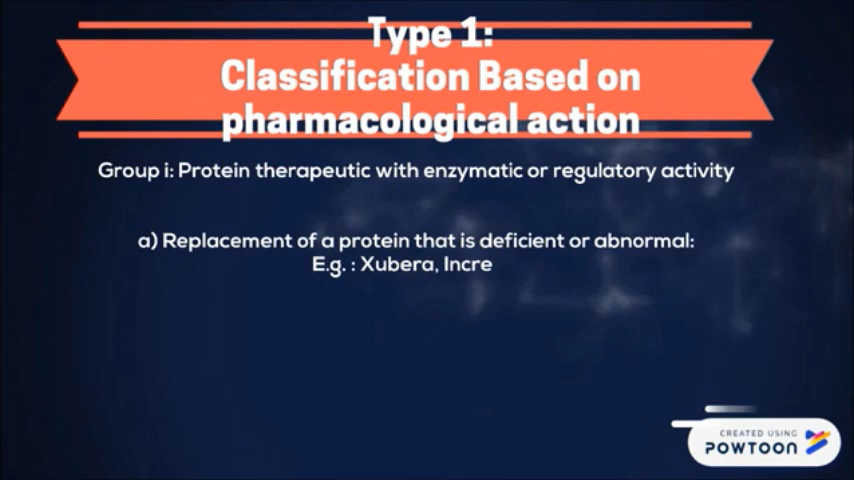 Type 1:
Classification Based on
pharmacological action
Group i: Protein therapeutic with enzymatic or regulatory activity
a) Replacement of a protein that is deficient or abnormal:
E.g. : Xubera, Incre
CREATED USING
POWTOON